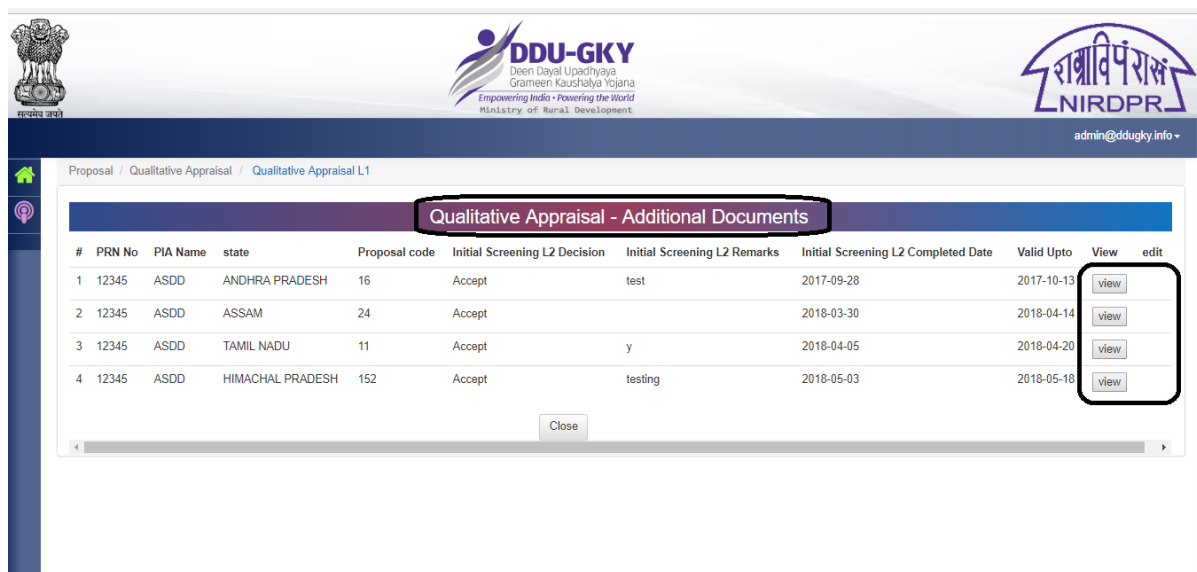 DDU-GKY
Deen Dayal Upadhyaya
Grameen Kaushalya Yojana
Empowering India • Powering the World
Ministry of Rural Development
सत्यमेव जयते
राग्राविपंरासं
NIRDPR
admin@ddugky.info
Proposal / Qualitative Appraisal / Qualitative Appraisal L1
Qualitative Appraisal - Additional Documents
# PRN No PIA Name state Proposal code Initial Screening L2 Decision Initial Screening L2 Remarks Initial Screening L2 Completed Date Valid Upto View edit
1 12345 ASDD ANDHRA PRADESH 16 Accept test 2017-09-28 2017-10-13 view
2 12345 ASDD ASSAM 24 Accept 2018-03-30 2018-04-14 view
3 12345 ASDD TAMIL NADU 11 Accept y 2018-04-05 2018-04-20 view
4 12345 ASDD HIMACHAL PRADESH 152 Accept testing 2018-05-03 2018-05-18 view
Close